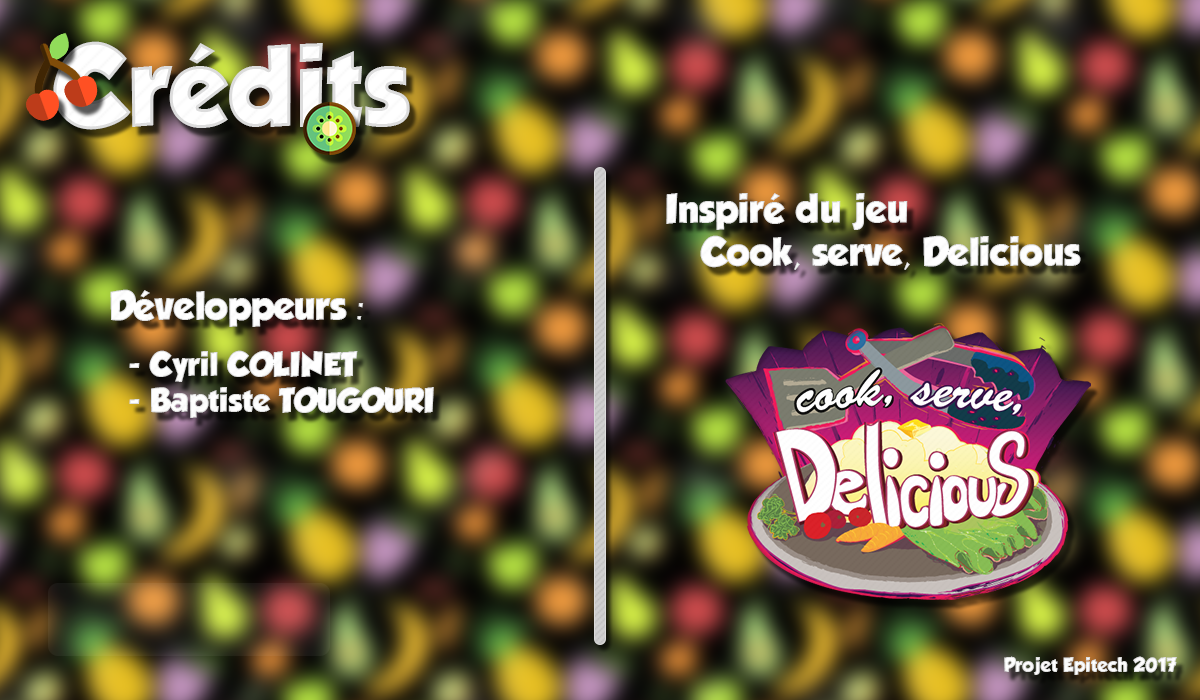 Crédits
Développeurs :
- Cyril COLINET
- Baptiste TOUGOURI
Inspiré du jeu
Cook, serve, Delicious
cook, serve,
Delicious
Projet Epitech 2017